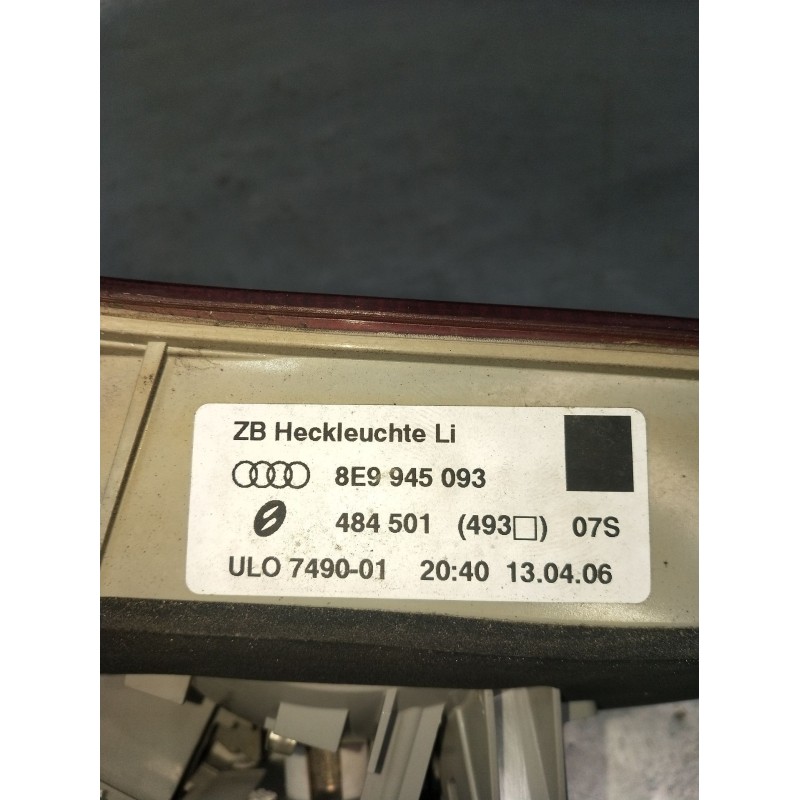 ZB Heckleuchte Li
8E9 945 093
484 501 (493□) 07S
ULO 7490-01 20:40 13.04.06